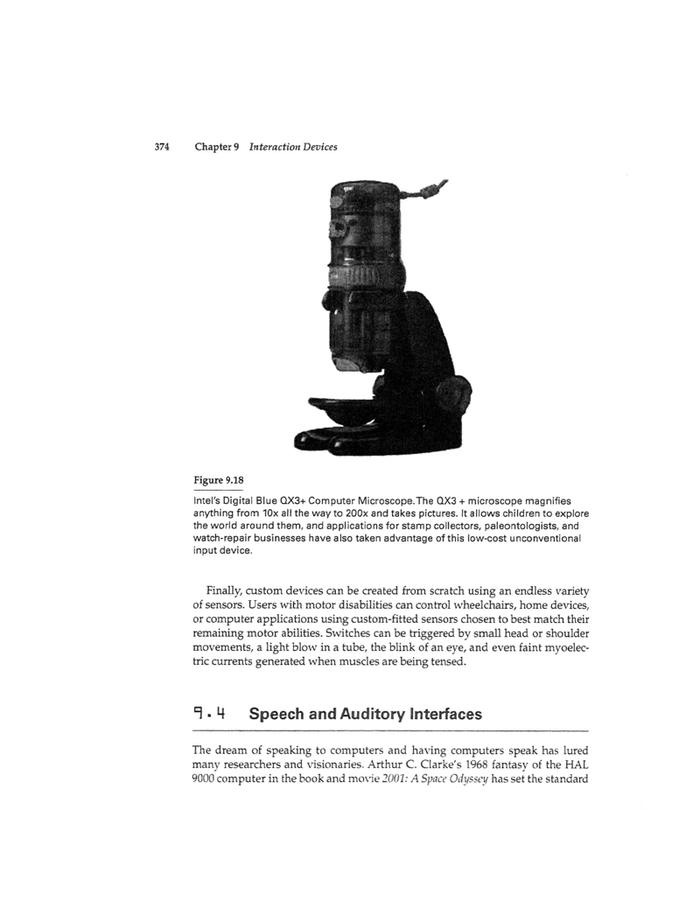 374 Chapter 9 Interaction Devices
Figure 9.18
Intel's Digital Blue QX3+ Computer Microscope.The QX3 + microscope magnifies
anything from 10x all the way to 200x and takes pictures. It allows children to explore
the world around them, and applications for stamp collectors, paleontologists, and
watch-repair businesses have also taken advantage of this low-cost unconventional
input device.
Finally, custom devices can be created from scratch using an endless variety
of sensors. Users with motor disabilities can control wheelchairs, home devices,
or computer applications using custom-fitted sensors chosen to best match their
remaining motor abilities. Switches can be triggered by small head or shoulder
movements, a light blow in a tube, the blink of an eye, and even faint myoelec-
tric currents generated when muscles are being tensed.
9.4 Speech and Auditory Interfaces
The dream of speaking to computers and having computers speak has lured
many researchers and visionaries. Arthur C. Clarke's 1968 fantasy of the HAL
9000 computer in the book and movie 2001: A Space Odyssey has set the standard